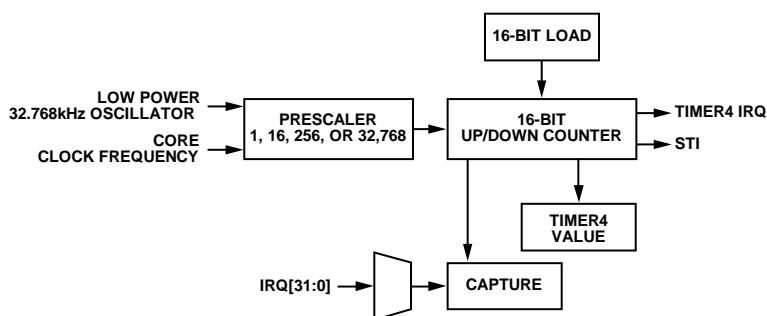 16-BIT LOAD
LOW POWER
32.768kHz OSCILLATOR
CORE
CLOCK FREQUENCY
PRESCALER
1, 16, 256, OR 32,768
16-BIT
UP/DOWN COUNTER
TIMER4 IRQ
STI
TIMER4
VALUE
IRQ[31:0]
CAPTURE